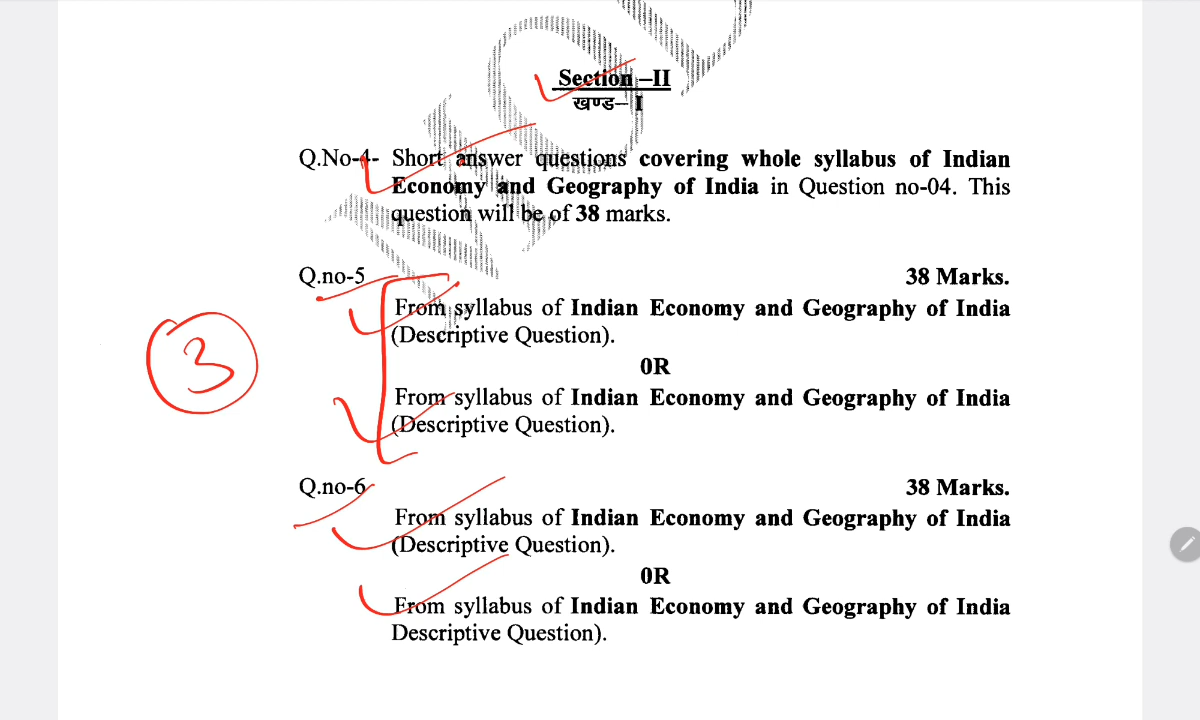 Section –II
खण्ड– I
Q.No-4- Short answer questions covering whole syllabus of Indian
Economy and Geography of India in Question no-04. This
question will be of 38 marks.
Q.no-5 38 Marks.
From syllabus of Indian Economy and Geography of India
(Descriptive Question).
OR
From syllabus of Indian Economy and Geography of India
(Descriptive Question).
3
Q.no-6 38 Marks.
From syllabus of Indian Economy and Geography of India
(Descriptive Question).
OR
From syllabus of Indian Economy and Geography of India
Descriptive Question).